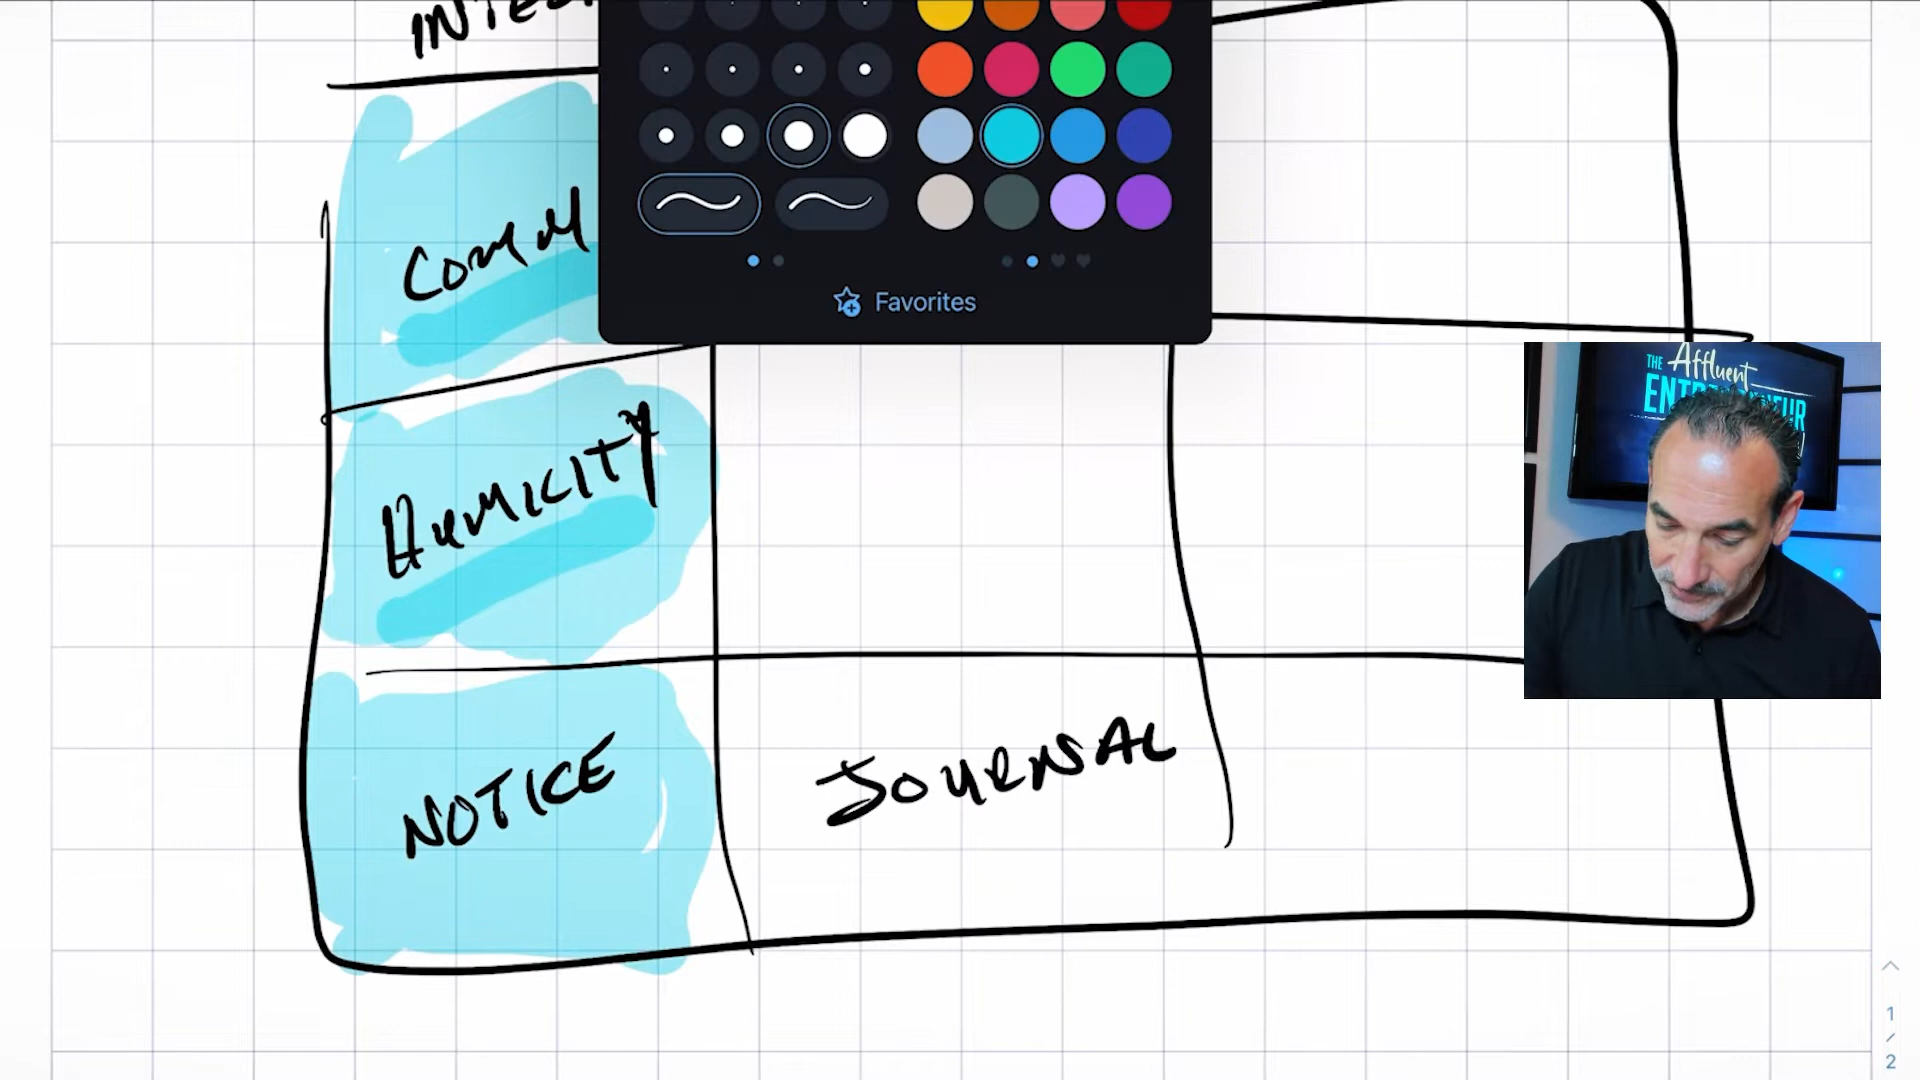 Favorites
THE Affluent
COMM
HUMILITY
NOTICE
JOURNAL
1
/
2